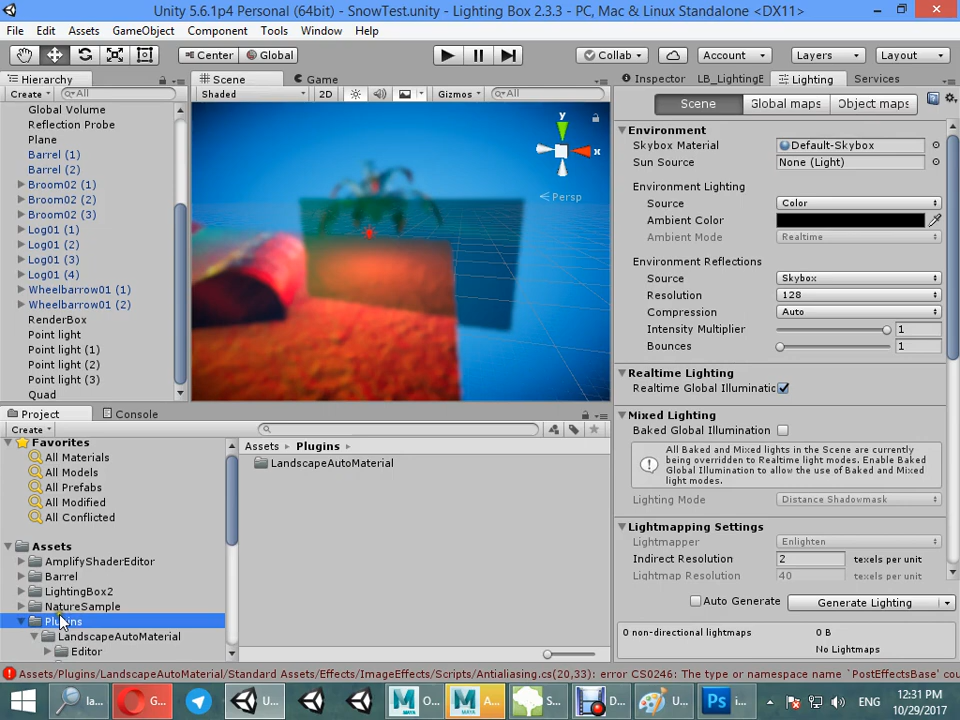 Unity 5.6.1p4 Personal (64bit) - SnowTest.unity - Lighting Box 2.3.3 - PC, Mac & Linux Standalone <DX11>
File Edit Assets GameObject Component Tools Window Help
Center Global Collab Account Layers Layout
Hierarchy Scene Game Inspector LB_LightingE Lighting Services
Create All Shaded 2D Gizmos All Scene Global maps Object maps
Global Volume
Reflection Probe
Plane
Barrel (1)
Barrel (2)
Broom02 (1)
Broom02 (2)
Broom02 (3)
Log01 (1)
Log01 (2)
Log01 (3)
Log01 (4)
Wheelbarrow01 (1)
Wheelbarrow01 (2)
RenderBox
Point light
Point light (1)
Point light (2)
Point light (3)
Quad
y
x
Persp
Environment
Skybox Material Default-Skybox
Sun Source None (Light)
Environment Lighting
Source Color
Ambient Color
Ambient Mode Realtime
Environment Reflections
Source Skybox
Resolution 128
Compression Auto
Intensity Multiplier 1
Bounces 1
Realtime Lighting
Realtime Global Illuminatic
Mixed Lighting
Baked Global Illumination
All Baked and Mixed lights in the Scene are
currently being overridden to Realtime light modes. Enable Baked
Global Illumination to allow the use of Baked and Mixed
light modes.
Lighting Mode Distance Shadowmask
Lightmapping Settings
Lightmapper Enlighten
Indirect Resolution 2 texels per unit
Lightmap Resolution 40 texels per unit
Auto Generate Generate Lighting
0 non-directional lightmaps 0 B
No Lightmaps
Project Console
Create
Favorites
All Materials
All Models
All Prefabs
All Modified
All Conflicted
Assets
AmplifyShaderEditor
Barrel
LightingBox2
NatureSample
Plugins
LandscapeAutoMaterial
Editor
Assets Plugins
LandscapeAutoMaterial
Assets/Plugins/LandscapeAutoMaterial/Standard Assets/Effects/ImageEffects/Scripts/Antialiasing.cs(20,33): error CS0246: The type or namespace name `PostEffectsBase' cou
la... G... U... O... A... S... D... U... i... ENG 12:31 PM
10/29/2017